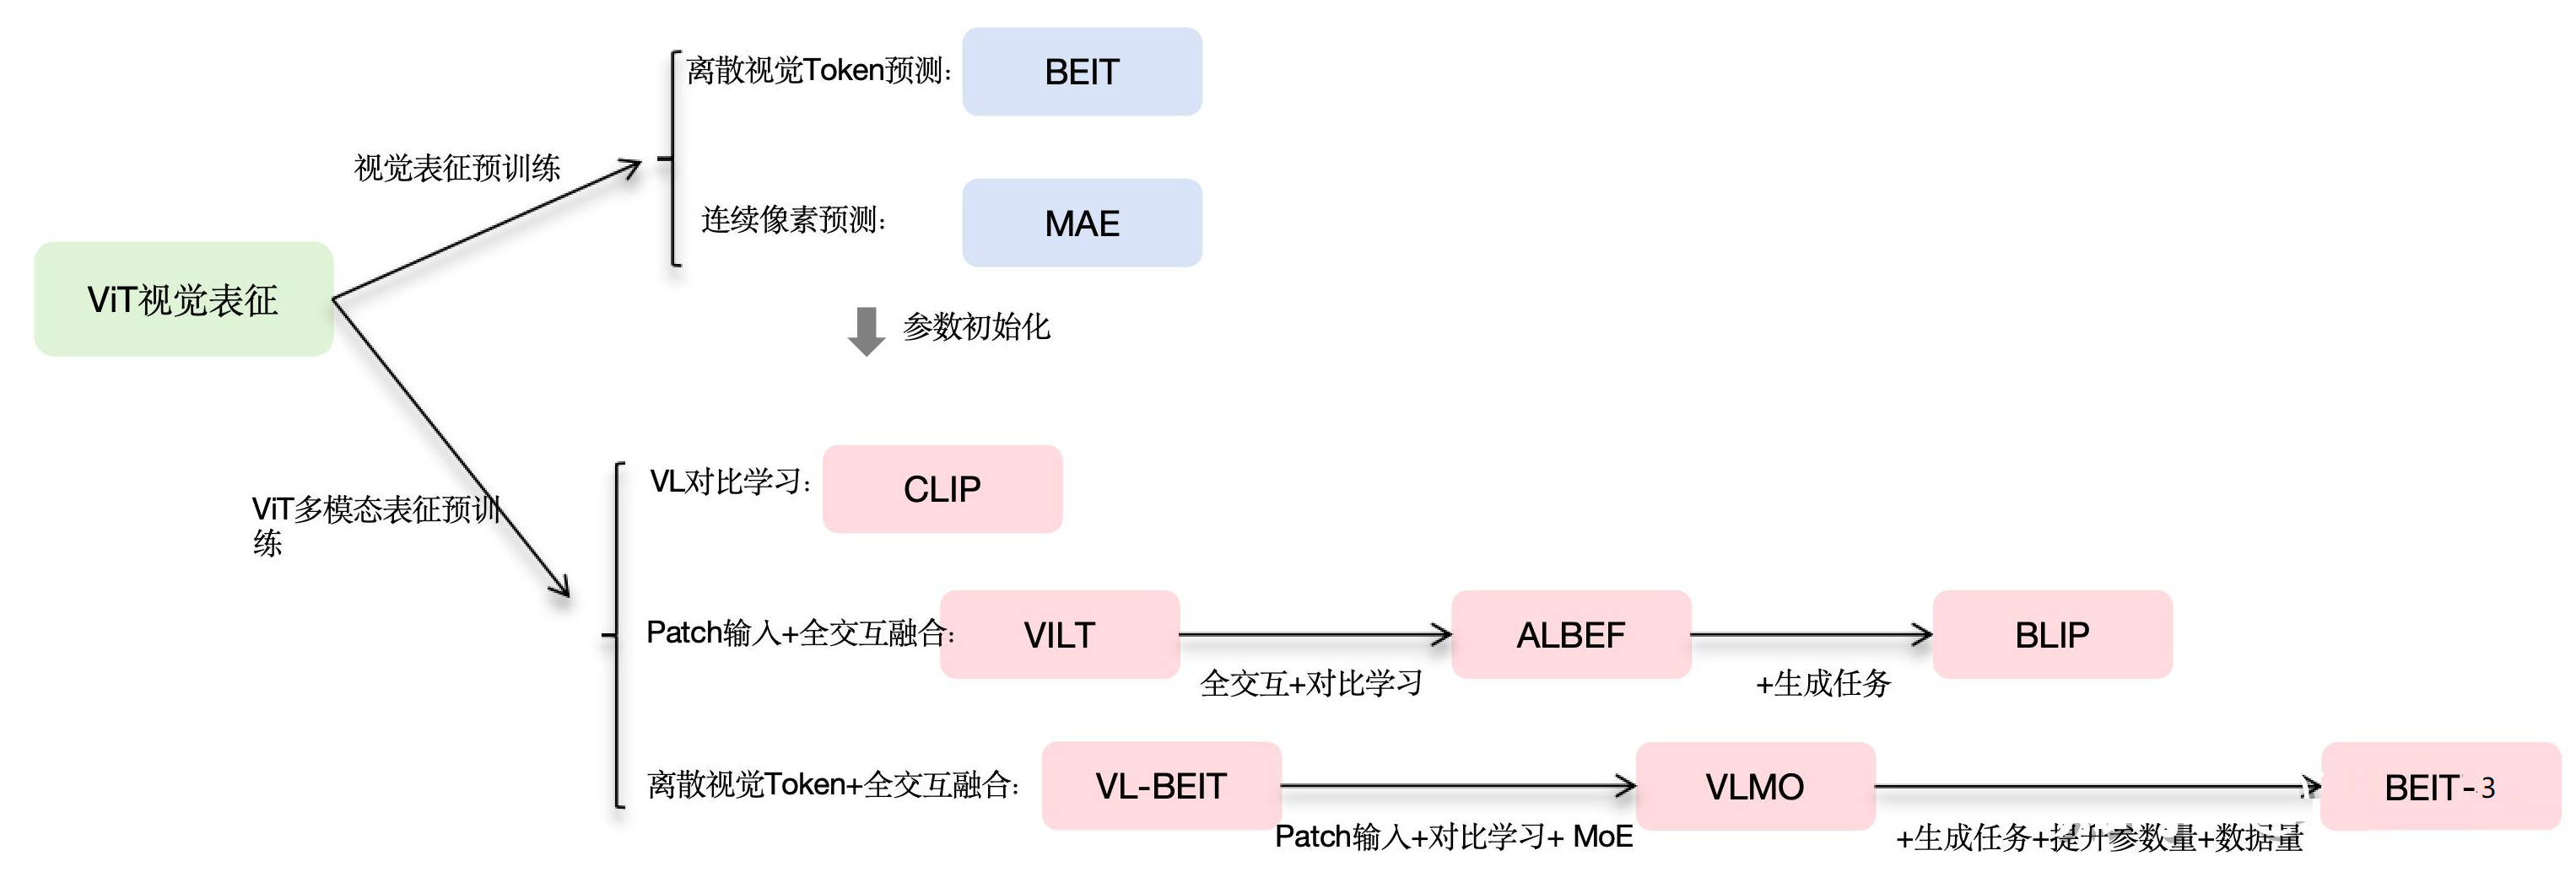 离散视觉Token预测:
BEIT
视觉表征预训练
连续像素预测:
MAE
ViT视觉表征
参数初始化
VL对比学习:
CLIP
ViT多模态表征预训
练
Patch输入+全交互融合:
VILT
ALBEF
BLIP
全交互+对比学习
+生成任务
离散视觉Token+全交互融合:
VL-BEIT
VLMO
BEIT-3
Patch输入+对比学习+ MoE
+生成任务+提升参数量+数据量